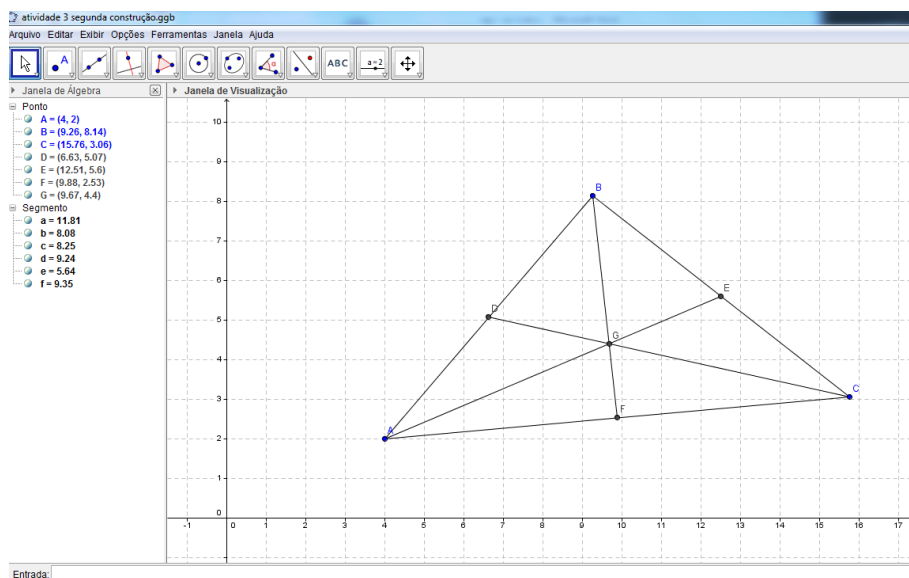 atividade 3 segunda construção.ggb
Arquivo Editar Exibir Opções Ferramentas Janela Ajuda
A
α
ABC
a=2
Janela de Álgebra
Janela de Visualização
Ponto
A = (4, 2)
B = (9.26, 8.14)
C = (15.76, 3.06)
D = (6.63, 5.07)
E = (12.51, 5.6)
F = (9.88, 2.53)
G = (9.67, 4.4)
Segmento
a = 11.81
b = 8.08
c = 8.25
d = 9.24
e = 5.64
f = 9.35
10
9
8
7
6
5
4
3
2
1
0
-1 0 1 2 3 4 5 6 7 8 9 10 11 12 13 14 15 16 17
B
E
D
G
C
F
A
Entrada: